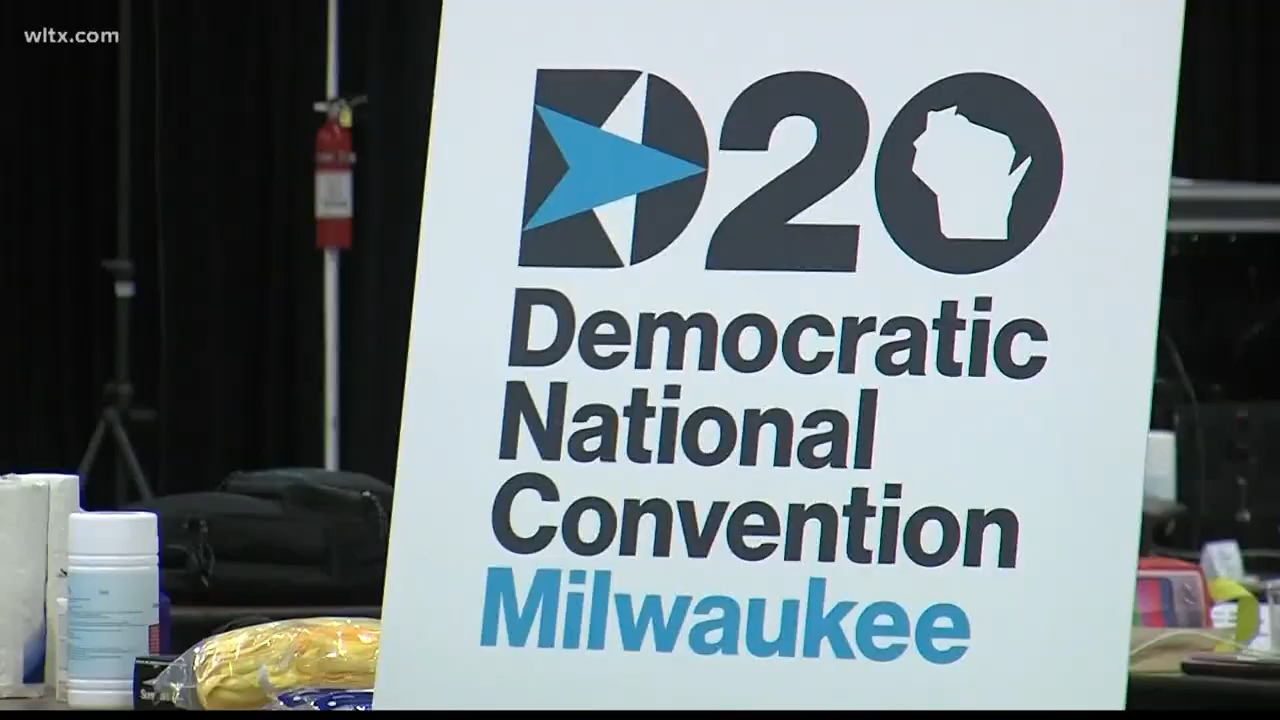 wltx.com
D20
Democratic
National
Convention
Milwaukee